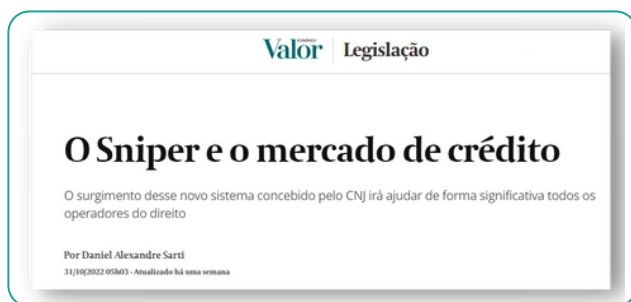 Valor Legislação
O Sniper e o mercado de crédito
O surgimento desse novo sistema concebido pelo CNJ irá ajudar de forma significativa todos os
operadores do direito
Por Daniel Alexandre Sarti
31/10/2022 05h03 - Atualizado há uma semana